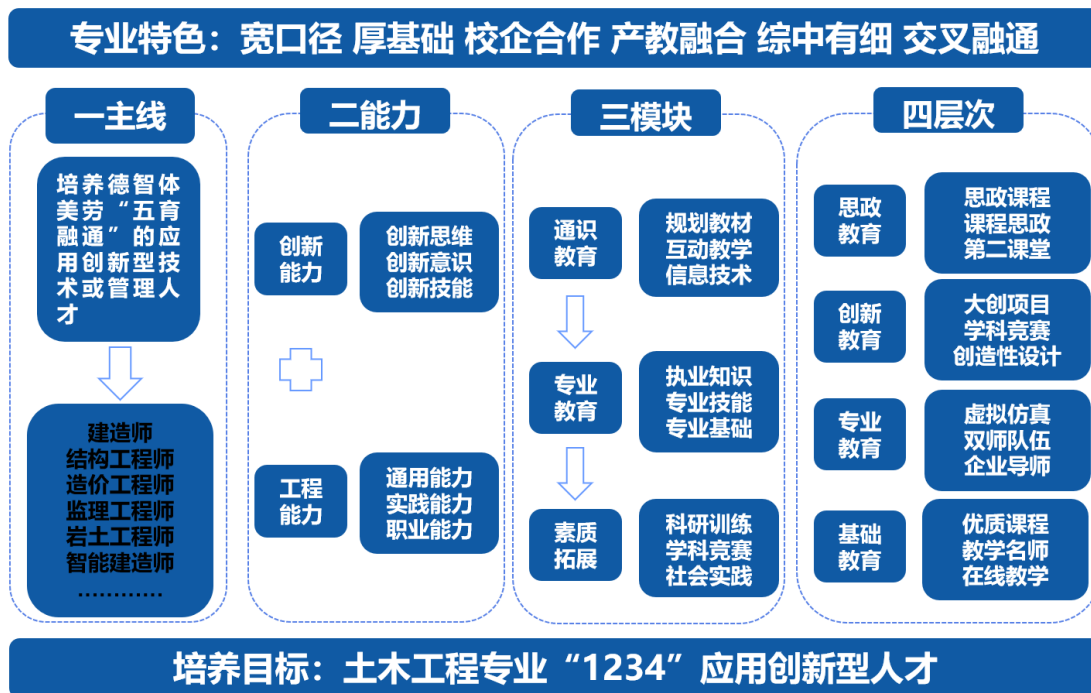 专业特色：宽口径 厚基础 校企合作 产教融合 综中有细 交叉融通
一主线
培养德智体
美劳“五育
融通”的应
用创新型技
术或管理人
才
建造师
结构工程师
造价工程师
监理工程师
岩土工程师
智能建造师
…………
二能力
创新
能力
创新思维
创新意识
创新技能
工程
能力
通用能力
实践能力
职业能力
三模块
通识
教育
规划教材
互动教学
信息技术
专业
教育
执业知识
专业技能
专业基础
素质
拓展
科研训练
学科竞赛
社会实践
四层次
思政
教育
思政课程
课程思政
第二课堂
创新
教育
大创项目
学科竞赛
创造性设计
专业
教育
虚拟仿真
双师队伍
企业导师
基础
教育
优质课程
教学名师
在线教学
培养目标：土木工程专业“1234”应用创新型人才